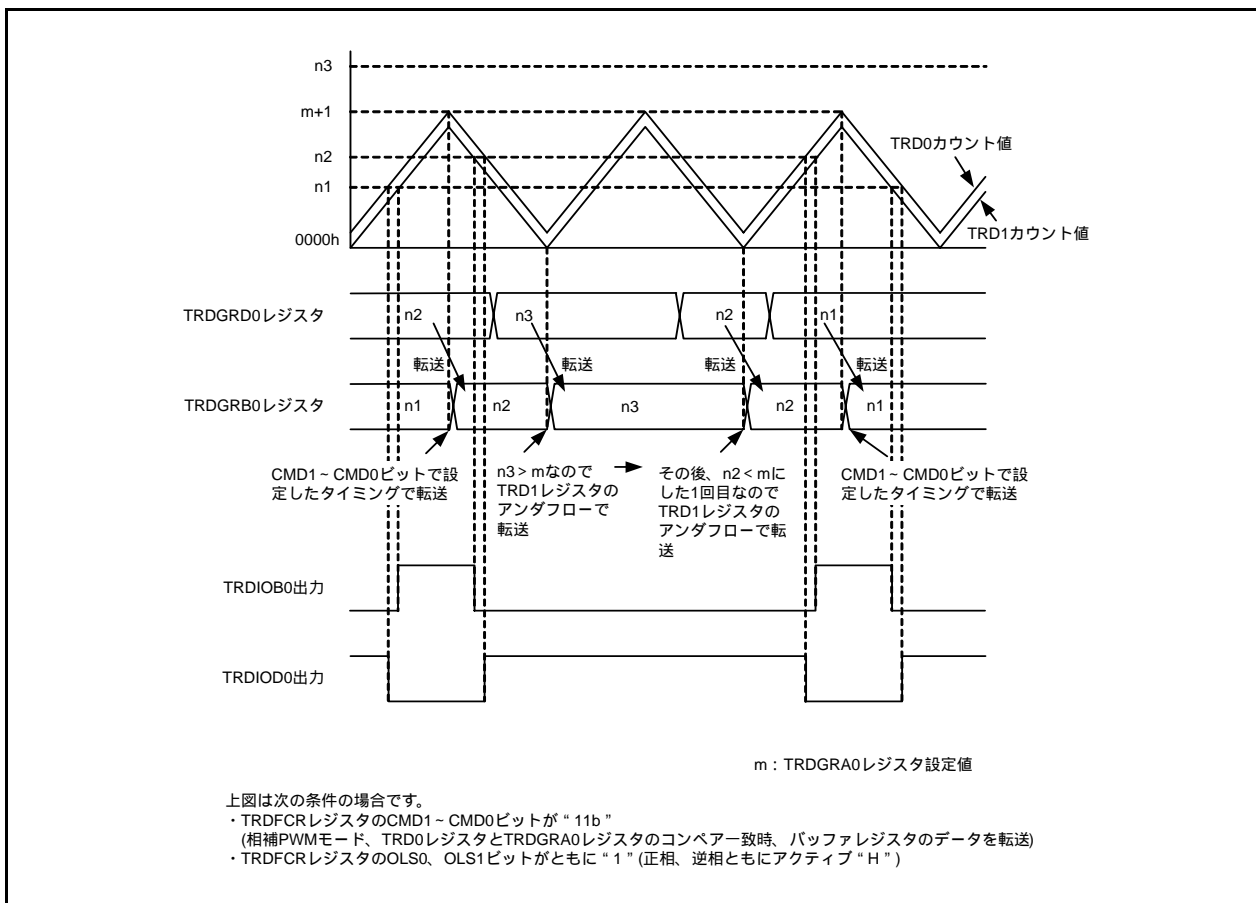 n3
m+1
n2
n1
0000h
TRD0カウント値
TRD1カウント値
TRDGRD0レジスタ
n2
n3
n2
n1
転送
転送
転送
転送
TRDGRB0レジスタ
n1
n2
n3
n2
n1
CMD1~CMD0ビットで設
定したタイミングで転送
n3>mなので
TRD1レジスタの
アンダフローで
転送
その後、n2<mに
した1回目なので
TRD1レジスタの
アンダフローで転
送
CMD1~CMD0ビットで設
定したタイミングで転送
TRDIOB0出力
TRDIOD0出力
m:TRDGRA0レジスタ設定値
上図は次の条件の場合です。
・TRDFCRレジスタのCMD1~CMD0ビットが“11b”
(相補PWMモード、TRD0レジスタとTRDGRA0レジスタのコンペア一致時、バッファレジスタのデータを転送)
・TRDFCRレジスタのOLS0、OLS1ビットがともに“1”(正相、逆相ともにアクティブ“H”)